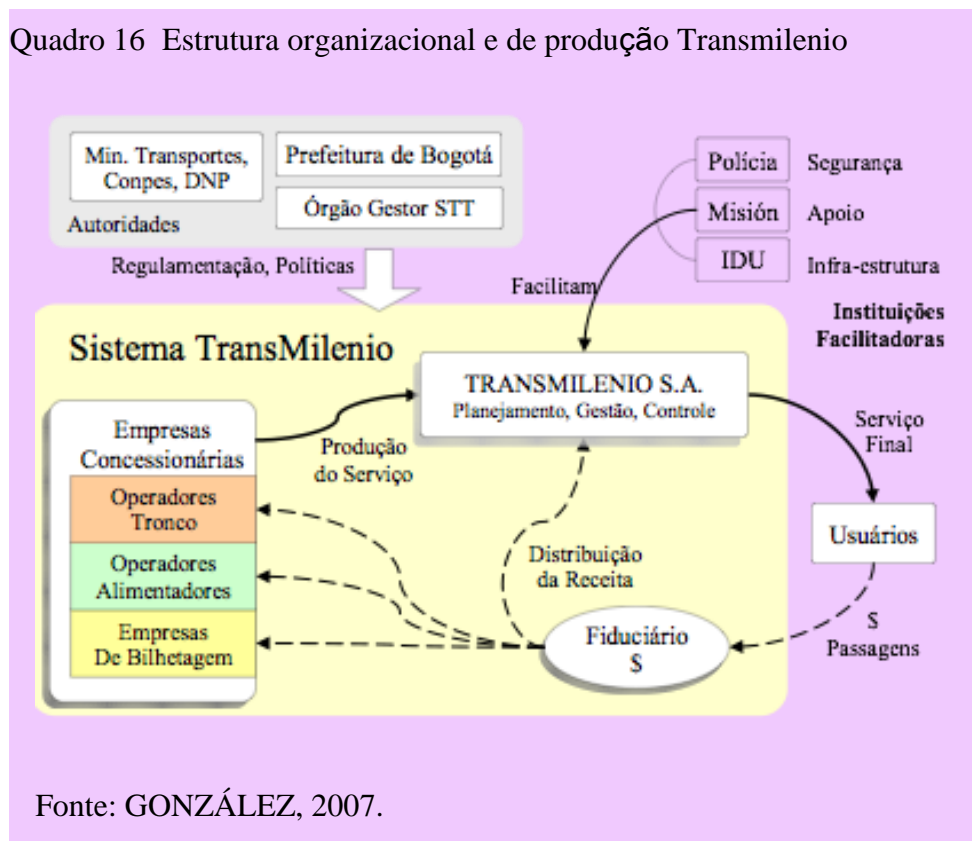 Quadro 16 Estrutura organizacional e de produção Transmilenio
Min. Transportes,
Conpes, DNP
Prefeitura de Bogotá
Órgão Gestor STT
Autoridades
Polícia
Segurança
Misión
Apoio
IDU
Infra-estrutura
Instituições
Facilitadoras
Regulamentação, Políticas
Facilitam
Sistema TransMilenio
TRANSMILENIO S.A.
Planejamento, Gestão, Controle
Empresas
Concessionárias
Operadores
Tronco
Operadores
Alimentadores
Empresas
De Bilhetagem
Produção
do Serviço
Distribuição
da Receita
Fiduciário
$
Serviço
Final
Usuários
$
Passagens
Fonte: GONZÁLEZ, 2007.